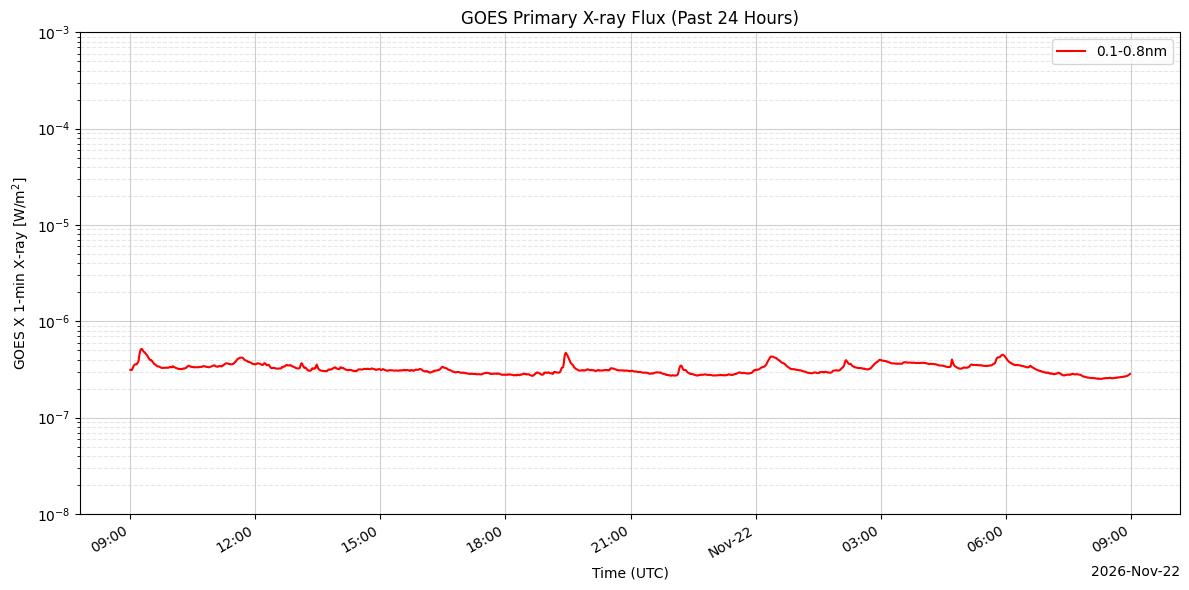 GOES Primary X-ray Flux (Past 24 Hours)
0.1-0.8nm
GOES X 1-min X-ray [W/m²]
10⁻³
10⁻⁴
10⁻⁵
10⁻⁶
10⁻⁷
10⁻⁸
09:00
12:00
15:00
18:00
21:00
Nov-22
03:00
06:00
09:00
Time (UTC)
2026-Nov-22